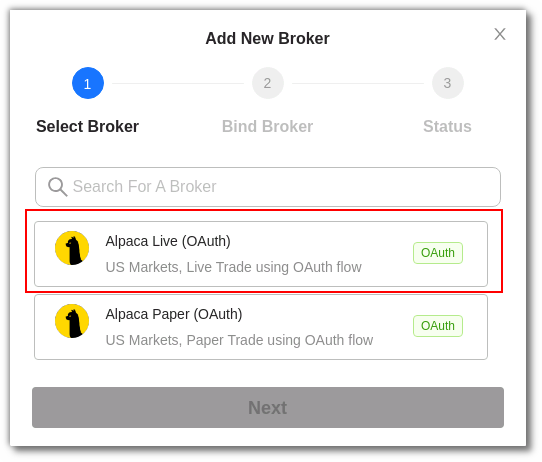 Add New Broker
1
2
3
Select Broker
Bind Broker
Status
Search For A Broker
Alpaca Live (OAuth)
US Markets, Live Trade using OAuth flow
OAuth
Alpaca Paper (OAuth)
US Markets, Paper Trade using OAuth flow
OAuth
Next